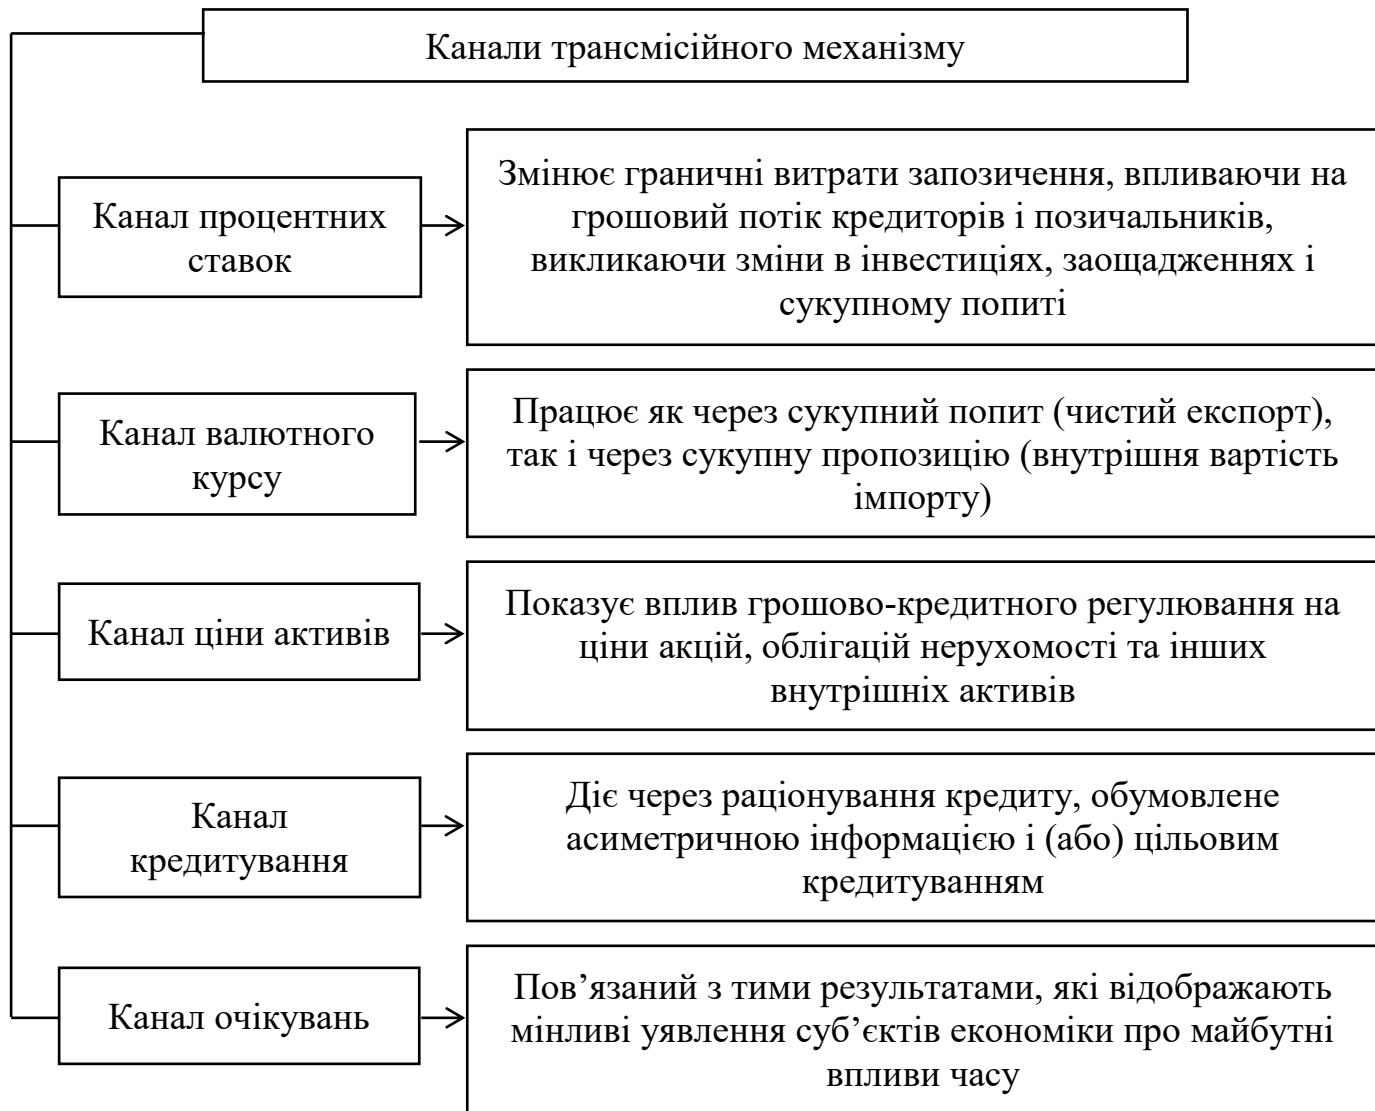 Канали трансмісійного механізму
Канал процентних
ставок
Змінює граничні витрати запозичення, впливаючи на
грошовий потік кредиторів і позичальників,
викликаючи зміни в інвестиціях, заощадженнях і
сукупному попиті
Канал валютного
курсу
Працює як через сукупний попит (чистий експорт),
так і через сукупну пропозицію (внутрішня вартість
імпорту)
Канал ціни активів
Показує вплив грошово-кредитного регулювання на
ціни акцій, облігацій нерухомості та інших
внутрішніх активів
Канал
кредитування
Діє через раціонування кредиту, обумовлене
асиметричною інформацією і (або) цільовим
кредитуванням
Канал очікувань
Пов’язаний з тими результатами, які відображають
мінливі уявлення суб’єктів економіки про майбутні
впливи часу